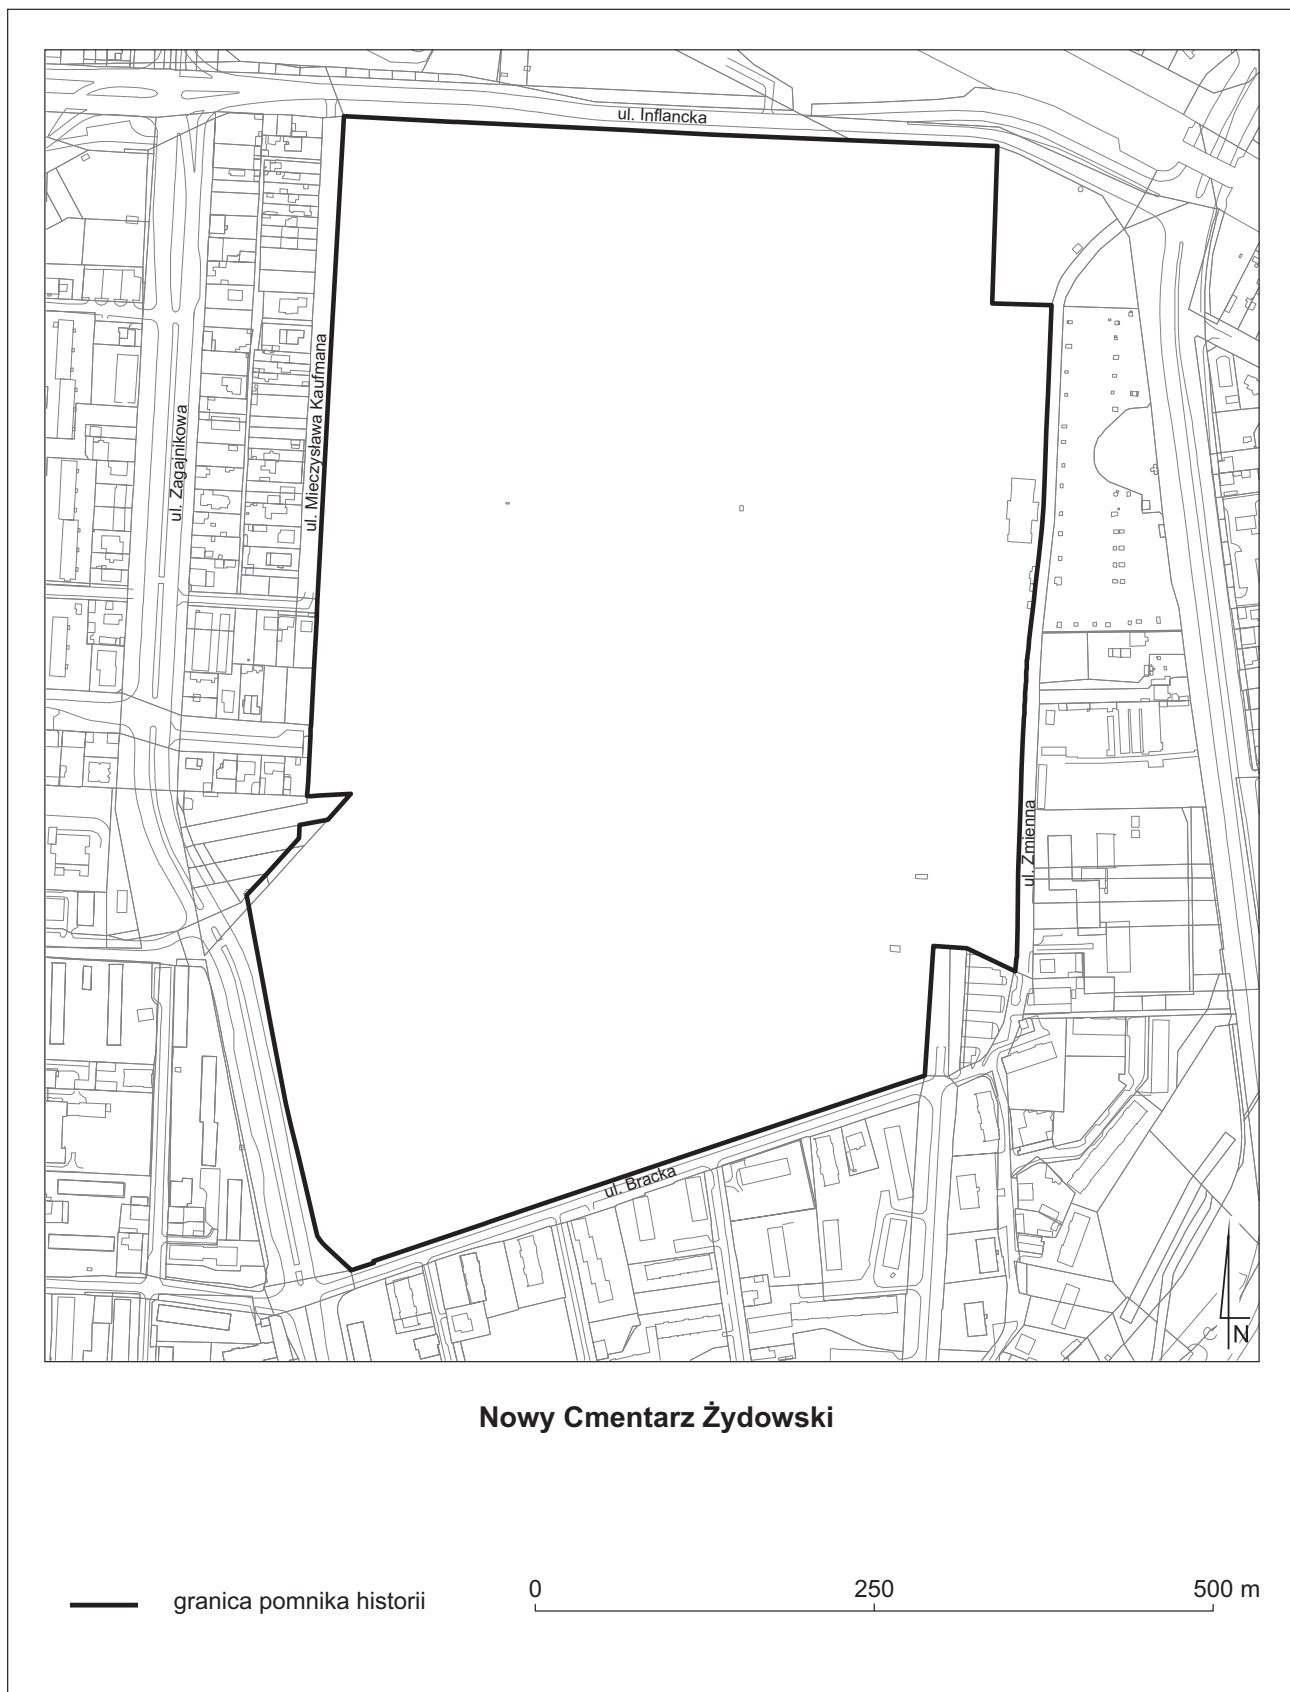 ul. Inflancka
ul. Zagajnikowa
ul. Mieczysława Kaufmana
ul. Zmienna
ul. Bracka
N
Nowy Cmentarz Żydowski
granica pomnika historii
0 250 500 m